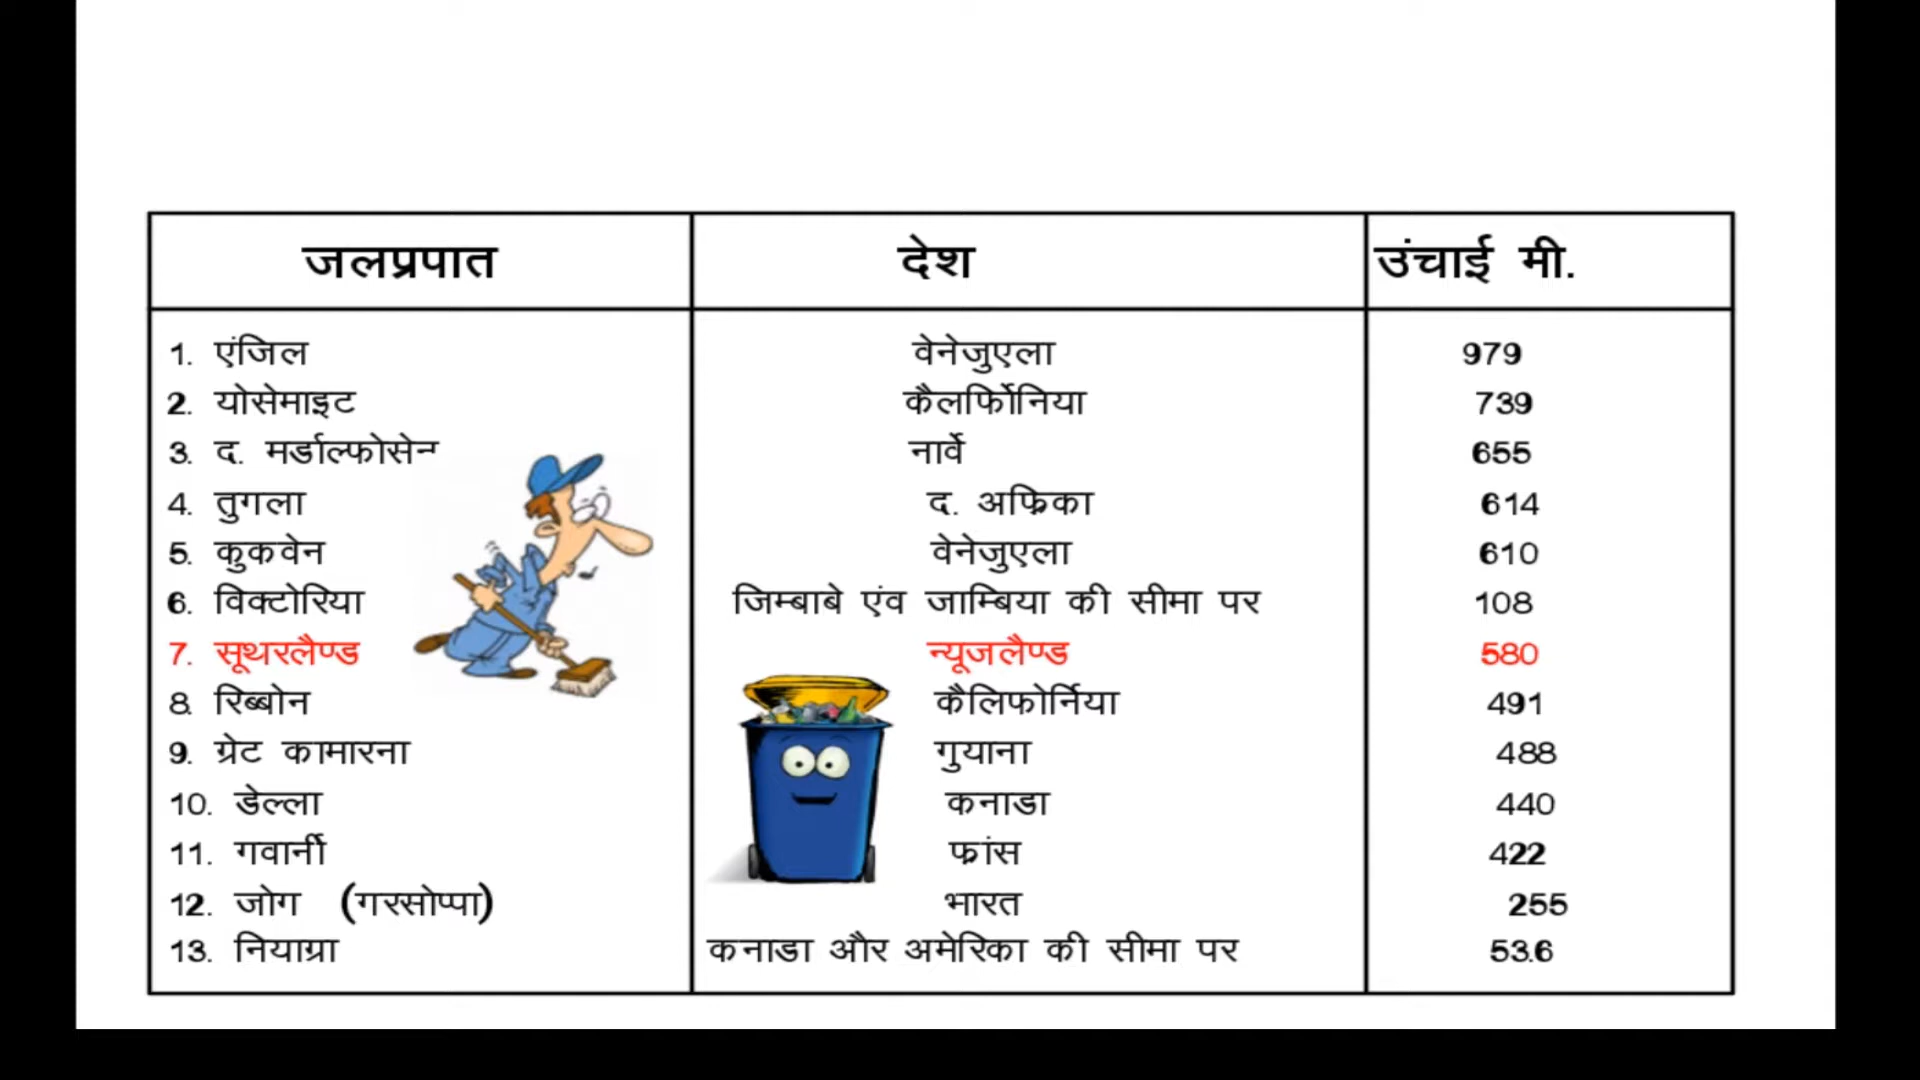 जलप्रपात देश उंचाई मी.
1. एंजिल वेनेजुएला 979
2. योसेमाइट कैलर्फोिनिया 739
3. द. मर्डाल्फोसेन नार्वे 655
4. तुगला द. अफ्रिका 614
5. कुकवेन वेनेजुएला 610
6. विक्टोरिया जिम्बाबे एंव जाम्बिया की सीमा पर 108
7. सूथरलैण्ड न्यूजलैण्ड 580
8. रिब्बोन कैलिफोर्निया 491
9. ग्रेट कामारना गुयाना 488
10. डेल्ला कनाडा 440
11. गवार्नी फ्रांस 422
12. जोग (गरसोप्पा) भारत 255
13. नियाग्रा कनाडा और अमेरिका की सीमा पर 53.6